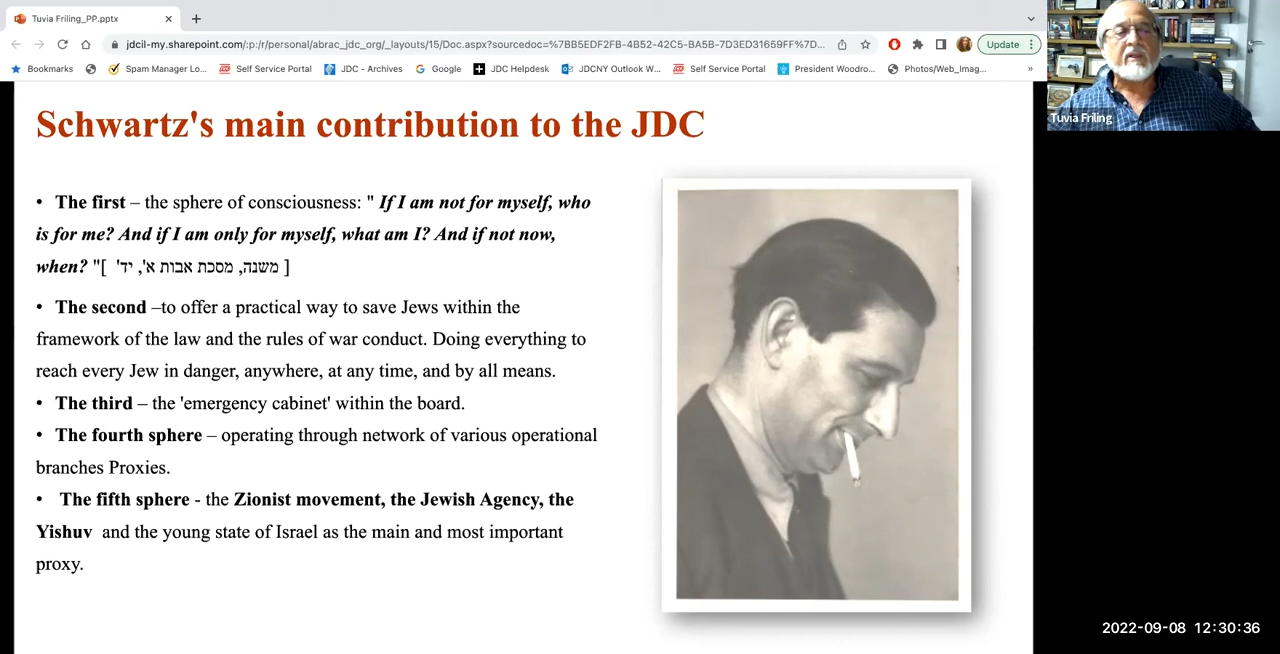 Tuvia Friling_PP.pptx
jdcil-my.sharepoint.com/:p:/r/personal/abrac_jdc_org/_layouts/15/Doc.aspx?sourcedoc=%7BB5EDF2FB-4B52-42C5-BA5B-7D3ED31659FF%7D...
Update
Bookmarks Spam Manager Lo... Self Service Portal JDC - Archives Google JDC Helpdesk JDCNY Outlook W... Self Service Portal President Woodro... Photos/Web_Imag... »
Tuvia Friling
Schwartz's main contribution to the JDC
• The first – the sphere of consciousness: " If I am not for myself, who
is for me? And if I am only for myself, what am I? And if not now,
when? "[ משנה, מסכת אבות א', יד' ]
• The second –to offer a practical way to save Jews within the
framework of the law and the rules of war conduct. Doing everything to
reach every Jew in danger, anywhere, at any time, and by all means.
• The third – the 'emergency cabinet' within the board.
• The fourth sphere – operating through network of various operational
branches Proxies.
• The fifth sphere - the Zionist movement, the Jewish Agency, the
Yishuv and the young state of Israel as the main and most important
proxy.
2022-09-08 12:30:36